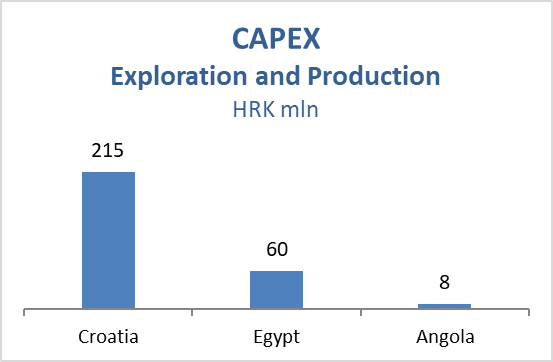 CAPEX
Exploration and Production
HRK mln
215
60
8
Croatia
Egypt
Angola